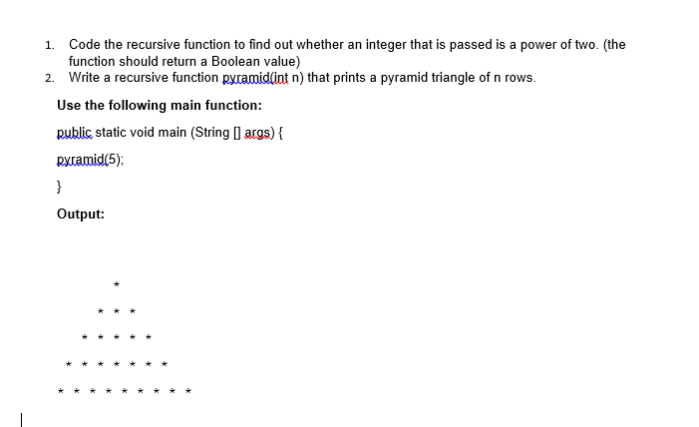 1. Code the recursive function to find out whether an integer that is passed is a power of two. (the
function should return a Boolean value)
2. Write a recursive function pyramid(int n) that prints a pyramid triangle of n rows.
Use the following main function:
public static void main (String [] args) {
pyramid(5);
}
Output:
*
* * *
* * * * *
* * * * * * *
* * * * * * * * *